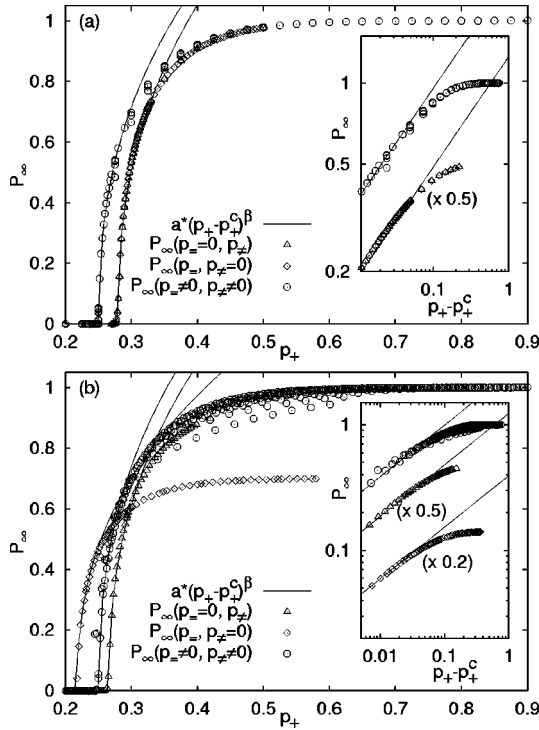 (a)
1
0.8
0.6
0.4
0.2
0
P∞
a*(p₊-p₊ᶜ)^β
P∞(p₌=0, p≠)
P∞(p₌, p≠=0)
P∞(p₌≠0, p≠≠0)
0.2 0.3 0.4 0.5 0.6 0.7 0.8 0.9
p₊
1
0.5
0.2
P∞
(x 0.5)
0.1 1
p₊-p₊ᶜ
(b)
1
0.8
0.6
0.4
0.2
0
P∞
a*(p₊-p₊ᶜ)^β
P∞(p₌=0, p≠)
P∞(p₌, p≠=0)
P∞(p₌≠0, p≠≠0)
0.2 0.3 0.4 0.5 0.6 0.7 0.8 0.9
p₊
1
0.1
P∞
(x 0.5)
(x 0.2)
0.01 0.1 1
p₊-p₊ᶜ